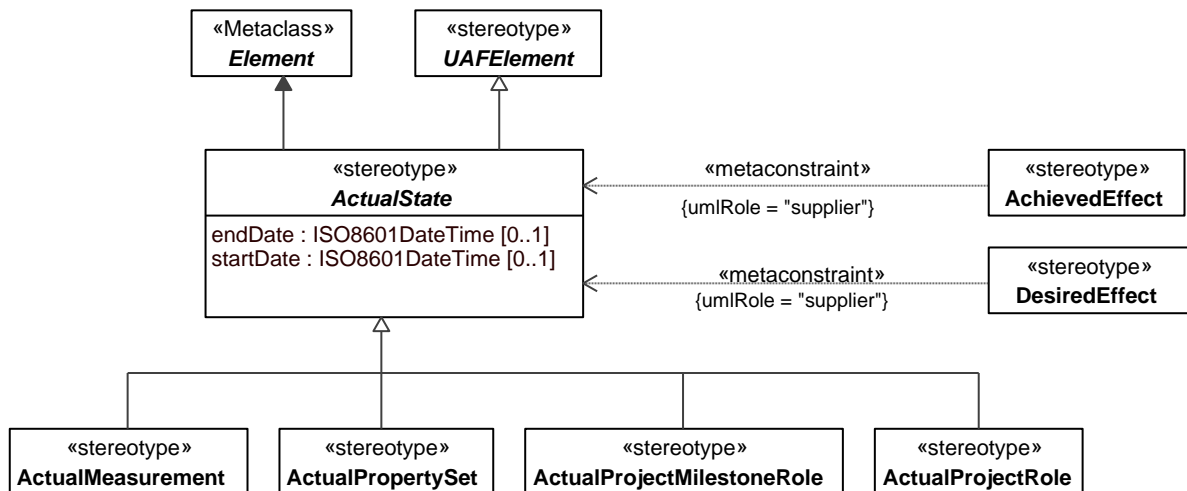 «Metaclass»
Element
«stereotype»
UAFElement
«stereotype»
ActualState
endDate : ISO8601DateTime [0..1]
startDate : ISO8601DateTime [0..1]
«metaconstraint»
{umlRole = "supplier"}
«stereotype»
AchievedEffect
«metaconstraint»
{umlRole = "supplier"}
«stereotype»
DesiredEffect
«stereotype»
ActualMeasurement
«stereotype»
ActualPropertySet
«stereotype»
ActualProjectMilestoneRole
«stereotype»
ActualProjectRole